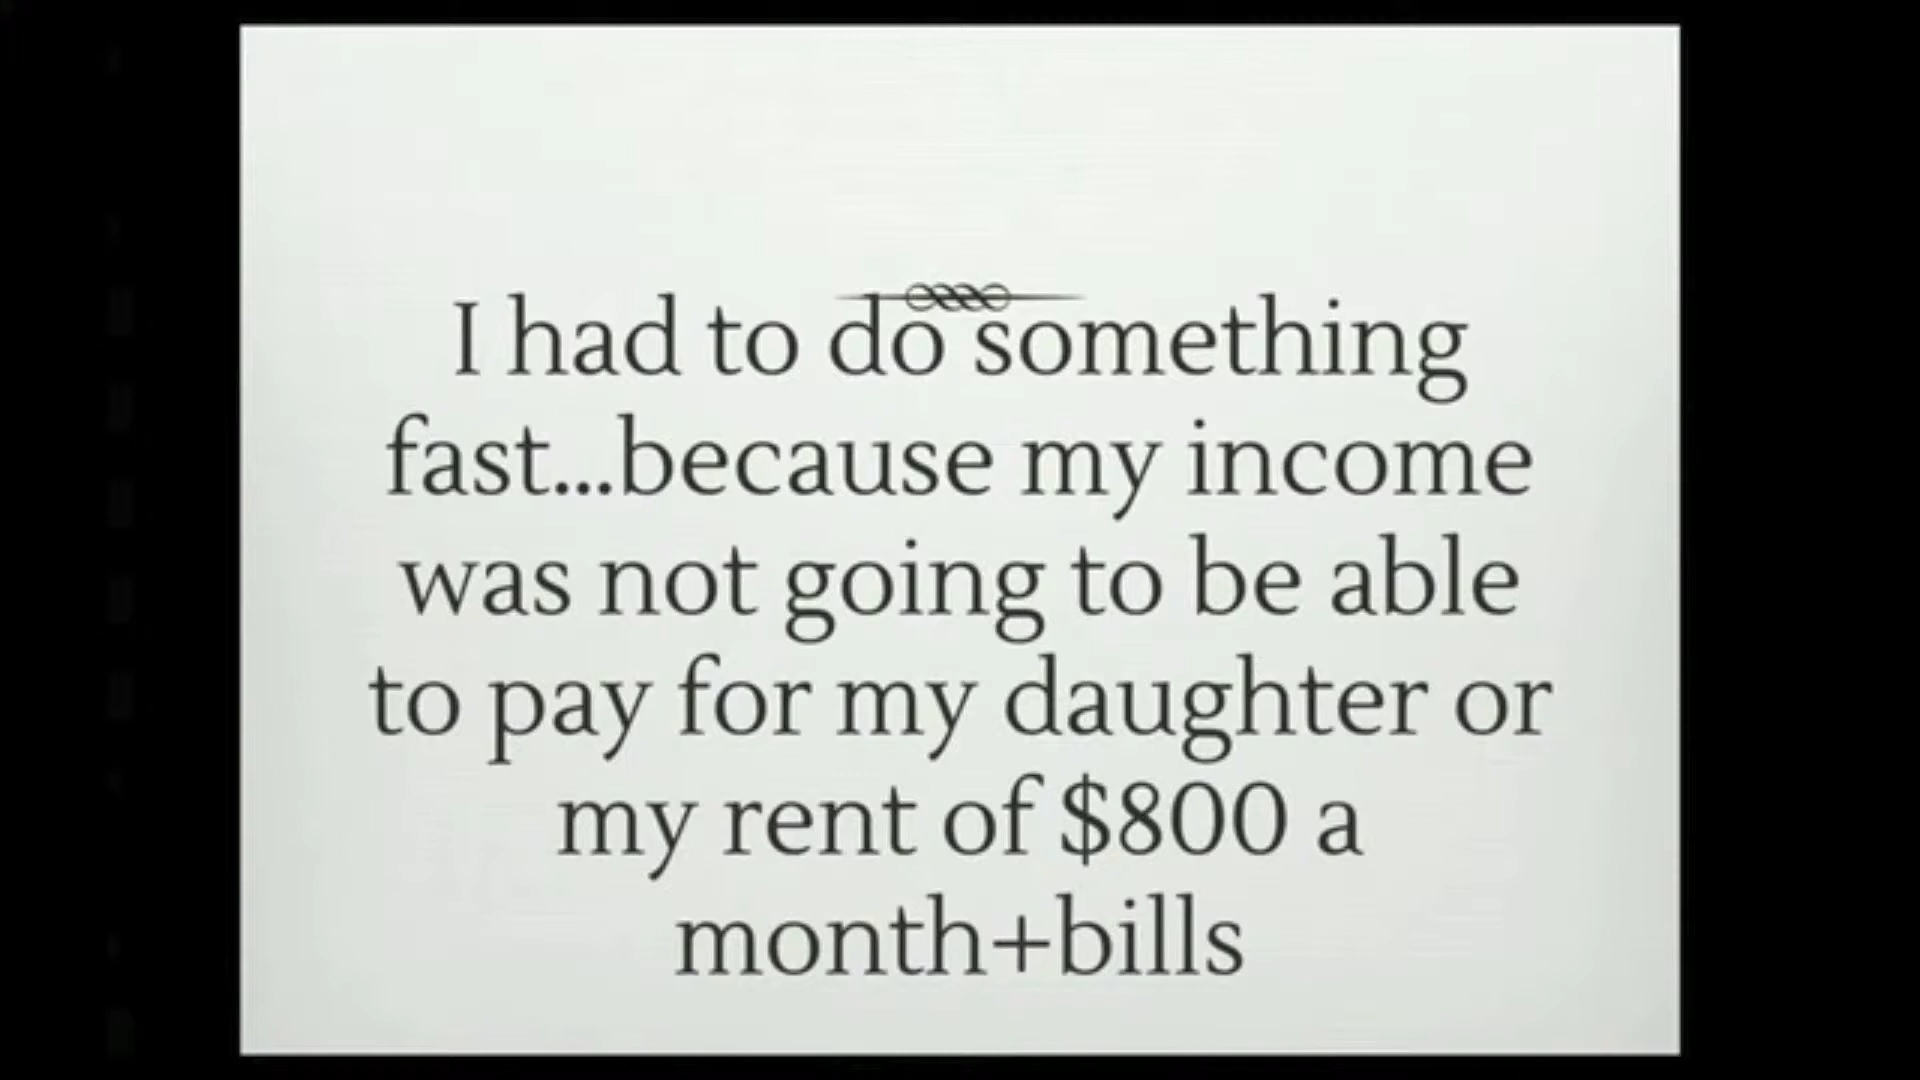 I had to do something
fast...because my income
was not going to be able
to pay for my daughter or
my rent of $800 a
month+bills